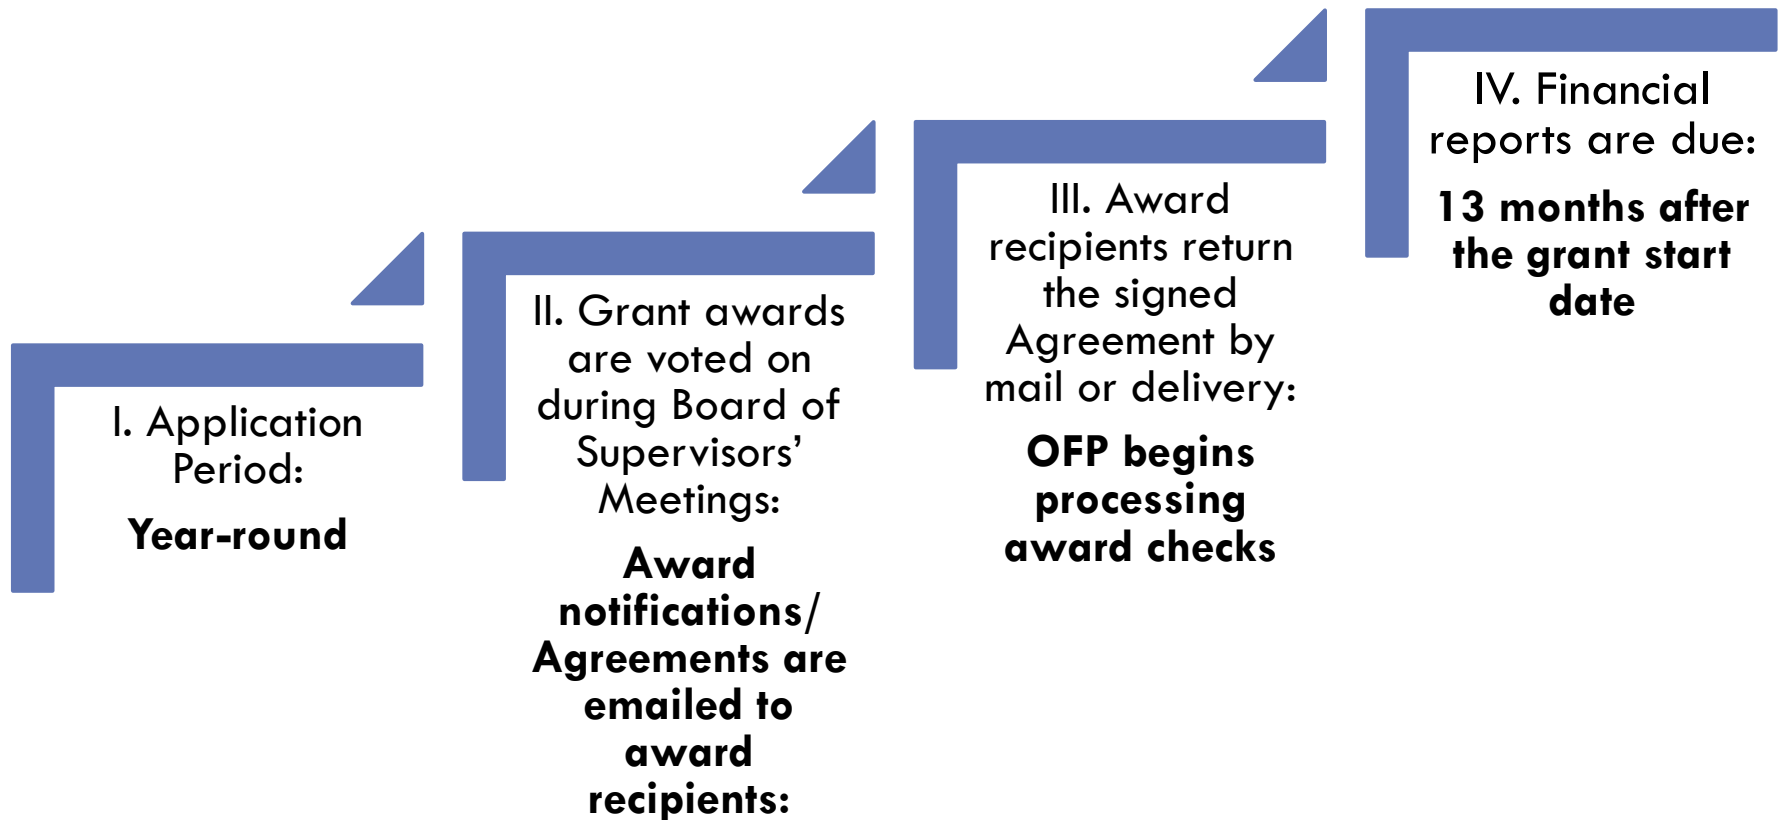 I. Application
Period:
Year-round
II. Grant awards
are voted on
during Board of
Supervisors’
Meetings:
Award
notifications/
Agreements are
emailed to
award
recipients:
III. Award
recipients return
the signed
Agreement by
mail or delivery:
OFP begins
processing
award checks
IV. Financial
reports are due:
13 months after
the grant start
date